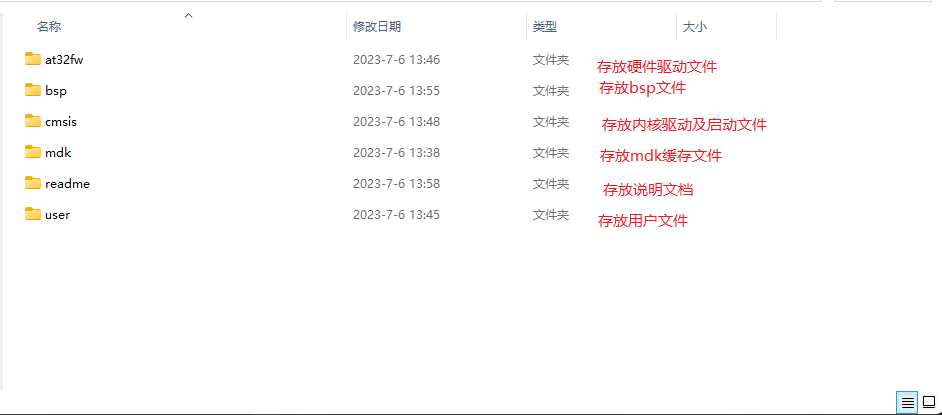 名称 修改日期 类型 大小
at32fw 2023-7-6 13:46 文件夹 存放硬件驱动文件
bsp 2023-7-6 13:55 文件夹 存放bsp文件
cmsis 2023-7-6 13:48 文件夹 存放内核驱动及启动文件
mdk 2023-7-6 13:38 文件夹 存放mdk缓存文件
readme 2023-7-6 13:58 文件夹 存放说明文档
user 2023-7-6 13:45 文件夹 存放用户文件